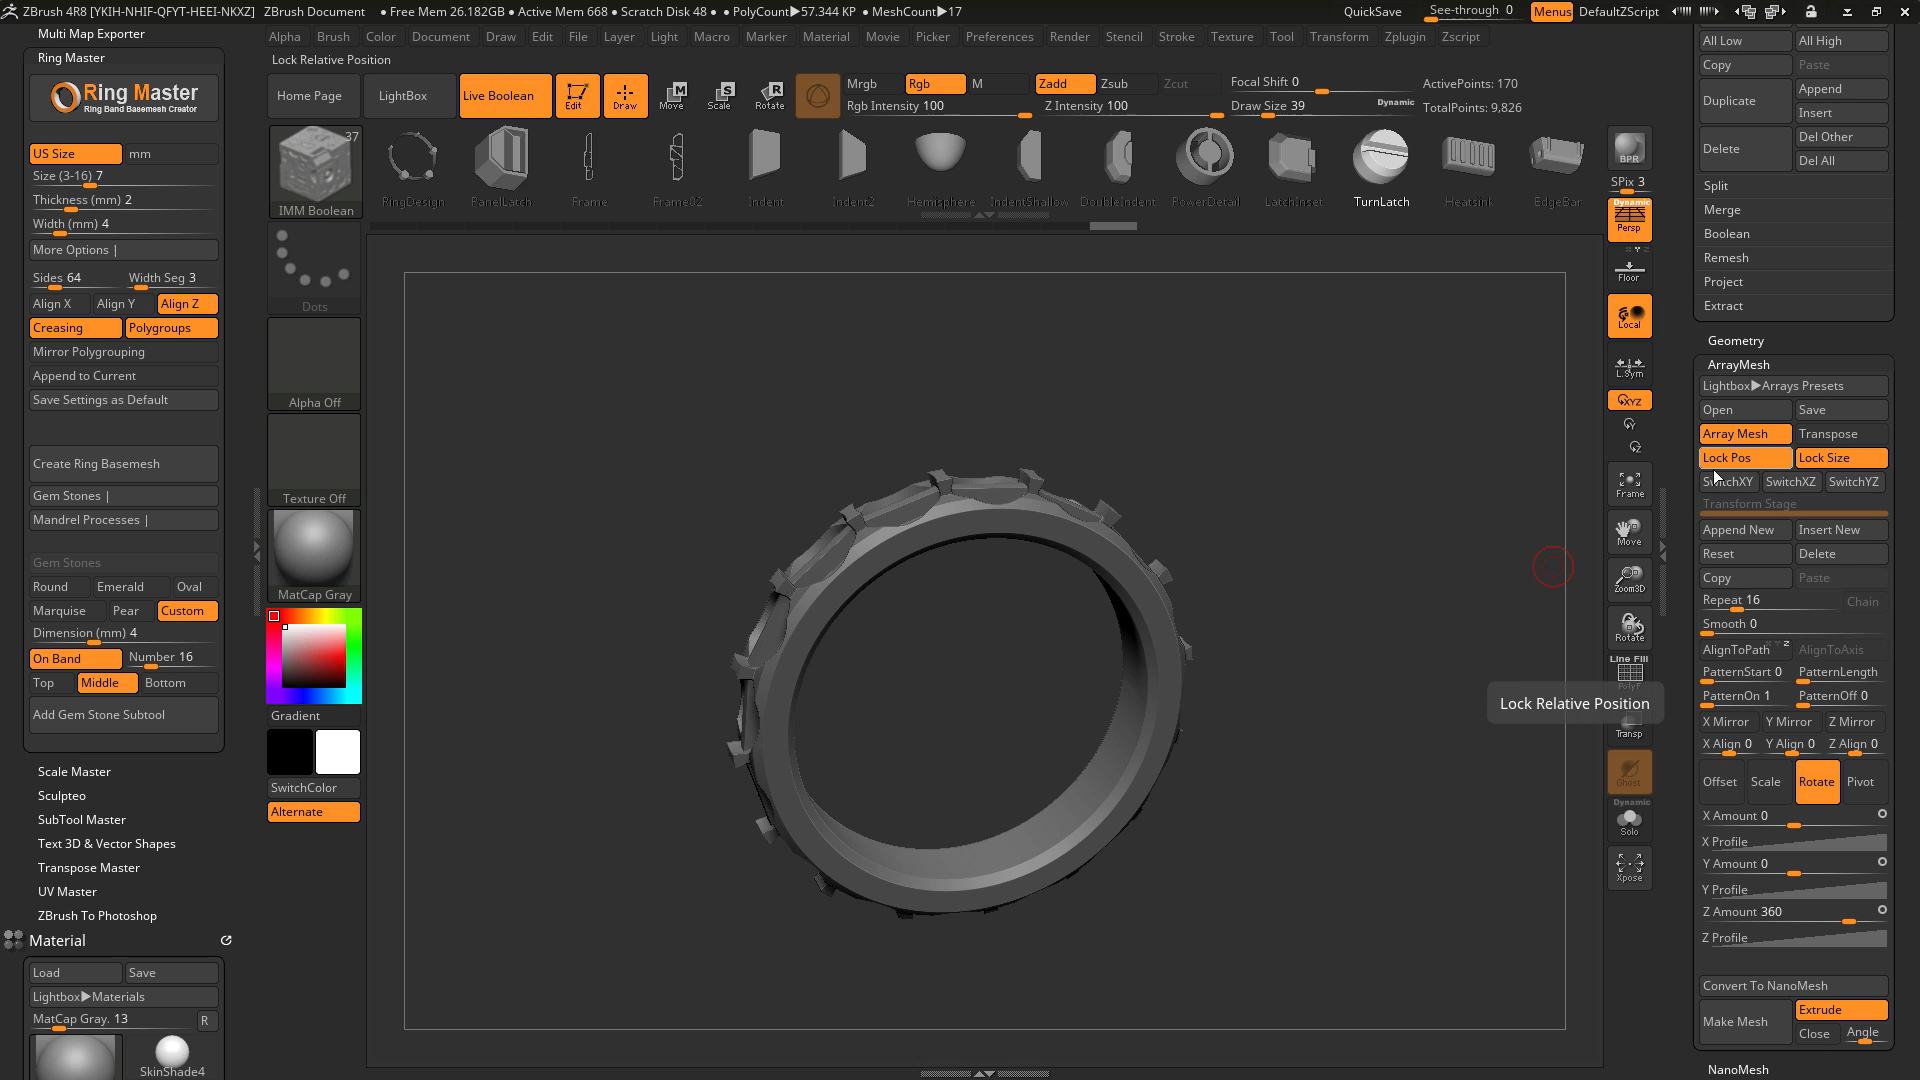 ZBrush 4R8 [YKIH-NHIF-QFYT-HEEI-NKXZ] ZBrush Document • Free Mem 26.182GB • Active Mem 668 • Scratch Disk 48 • • PolyCount▶57.344 KP • MeshCount▶17 QuickSave See-through 0 Menus DefaultZScript
Multi Map Exporter
Alpha Brush Color Document Draw Edit File Layer Light Macro Marker Material Movie Picker Preferences Render Stencil Stroke Texture Tool Transform Zplugin Zscript
Lock Relative Position
Ring Master
Ring Master
Ring Band Basemesh Creator
US Size mm
Size (3-16) 7
Thickness (mm) 2
Width (mm) 4
More Options |
Sides 64 Width Seg 3
Align X Align Y Align Z
Creasing Polygroups
Mirror Polygrouping
Append to Current
Save Settings as Default
Create Ring Basemesh
Gem Stones |
Mandrel Processes |
Gem Stones
Round Emerald Oval
Marquise Pear Custom
Dimension (mm) 4
On Band Number 16
Top Middle Bottom
Add Gem Stone Subtool
Scale Master
Sculpteo
SubTool Master
Text 3D & Vector Shapes
Transpose Master
UV Master
ZBrush To Photoshop
Material
Load Save
Lightbox▶Materials
MatCap Gray. 13 R
SkinShade4
Home Page LightBox Live Boolean Edit Draw Move Scale Rotate
M S R
Mrgb Rgb M Zadd Zsub Zcut Focal Shift 0 ActivePoints: 170
Rgb Intensity 100 Z Intensity 100 Draw Size 39 Dynamic TotalPoints: 9,826
37
IMM Boolean
RingDesign PanelLatch Frame Frame02 Indent Indent2 Hemisphere IndentShallow DoubleIndent PowerDetail LatchInset TurnLatch Heatsink EdgeBar
Dots
Alpha Off
Texture Off
MatCap Gray
Gradient
SwitchColor
Alternate
BPR
SPix 3
Dynamic
Persp
Floor
Local
L.Sym
XYZ
Y
Z
Frame
Move
Zoom3D
Rotate
Line Fill
PolyF
Lock Relative Position
Transp
Ghost
Dynamic
Solo
Xpose
All Low All High
Copy Paste
Duplicate Append
Insert
Delete Del Other
Del All
Split
Merge
Boolean
Remesh
Project
Extract
Geometry
ArrayMesh
Lightbox▶Arrays Presets
Open Save
Array Mesh Transpose
Lock Pos Lock Size
SwitchXY SwitchXZ SwitchYZ
Transform Stage
Append New Insert New
Reset Delete
Copy Paste
Repeat 16 Chain
Smooth 0
AlignToPath X Y Z AlignToAxis
PatternStart 0 PatternLength
PatternOn 1 PatternOff 0
X Mirror Y Mirror Z Mirror
X Align 0 Y Align 0 Z Align 0
Offset Scale Rotate Pivot
X Amount 0
X Profile
Y Amount 0
Y Profile
Z Amount 360
Z Profile
Convert To NanoMesh
Make Mesh Extrude
Close Angle
NanoMesh